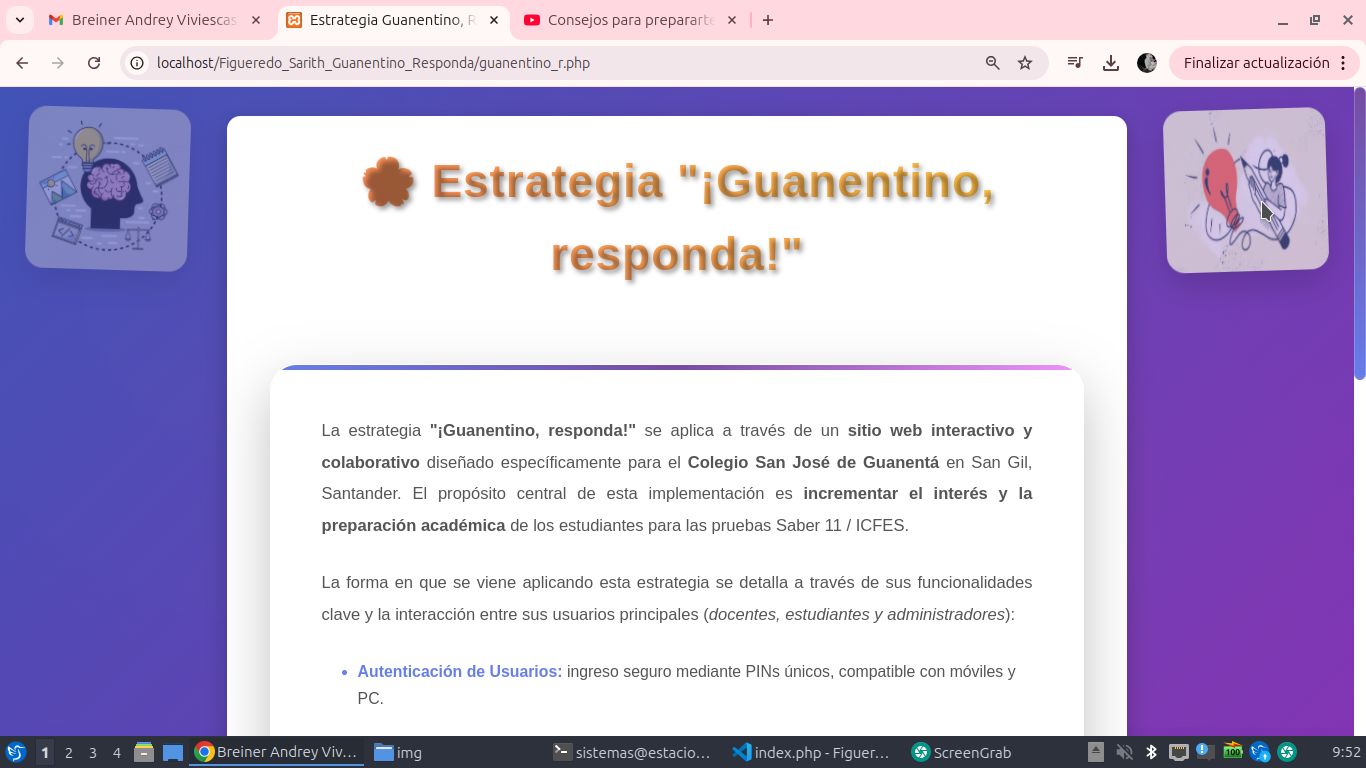 Breiner Andrey Viviescas
Estrategia Guanentino, R
Consejos para prepararte
localhost/Figueredo_Sarith_Guanentino_Responda/guanentino_r.php
Finalizar actualización
Estrategia "¡Guanentino,
responda!"
La estrategia "¡Guanentino, responda!" se aplica a través de un sitio web interactivo y
colaborativo diseñado específicamente para el Colegio San José de Guanentá en San Gil,
Santander. El propósito central de esta implementación es incrementar el interés y la
preparación académica de los estudiantes para las pruebas Saber 11 / ICFES.
La forma en que se viene aplicando esta estrategia se detalla a través de sus funcionalidades
clave y la interacción entre sus usuarios principales (docentes, estudiantes y administradores):
• Autenticación de Usuarios: ingreso seguro mediante PINs únicos, compatible con móviles y
PC.
1 2 3 4 Breiner Andrey Viv... img sistemas@estacio... index.php - Figuer... ScreenGrab 100 9:52